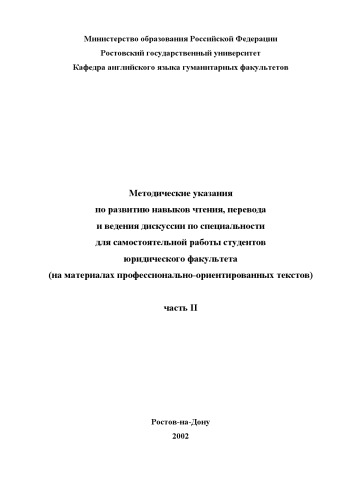 Министерство образования Российской Федерации
Ростовский государственный университет
Кафедра английского языка гуманитарных факультетов
Методические указания
по развитию навыков чтения, перевода
и ведения дискуссии по специальности
для самостоятельной работы студентов
юридического факультета
(на материалах профессионально-ориентированных текстов)
часть II
Ростов-на-Дону
2002